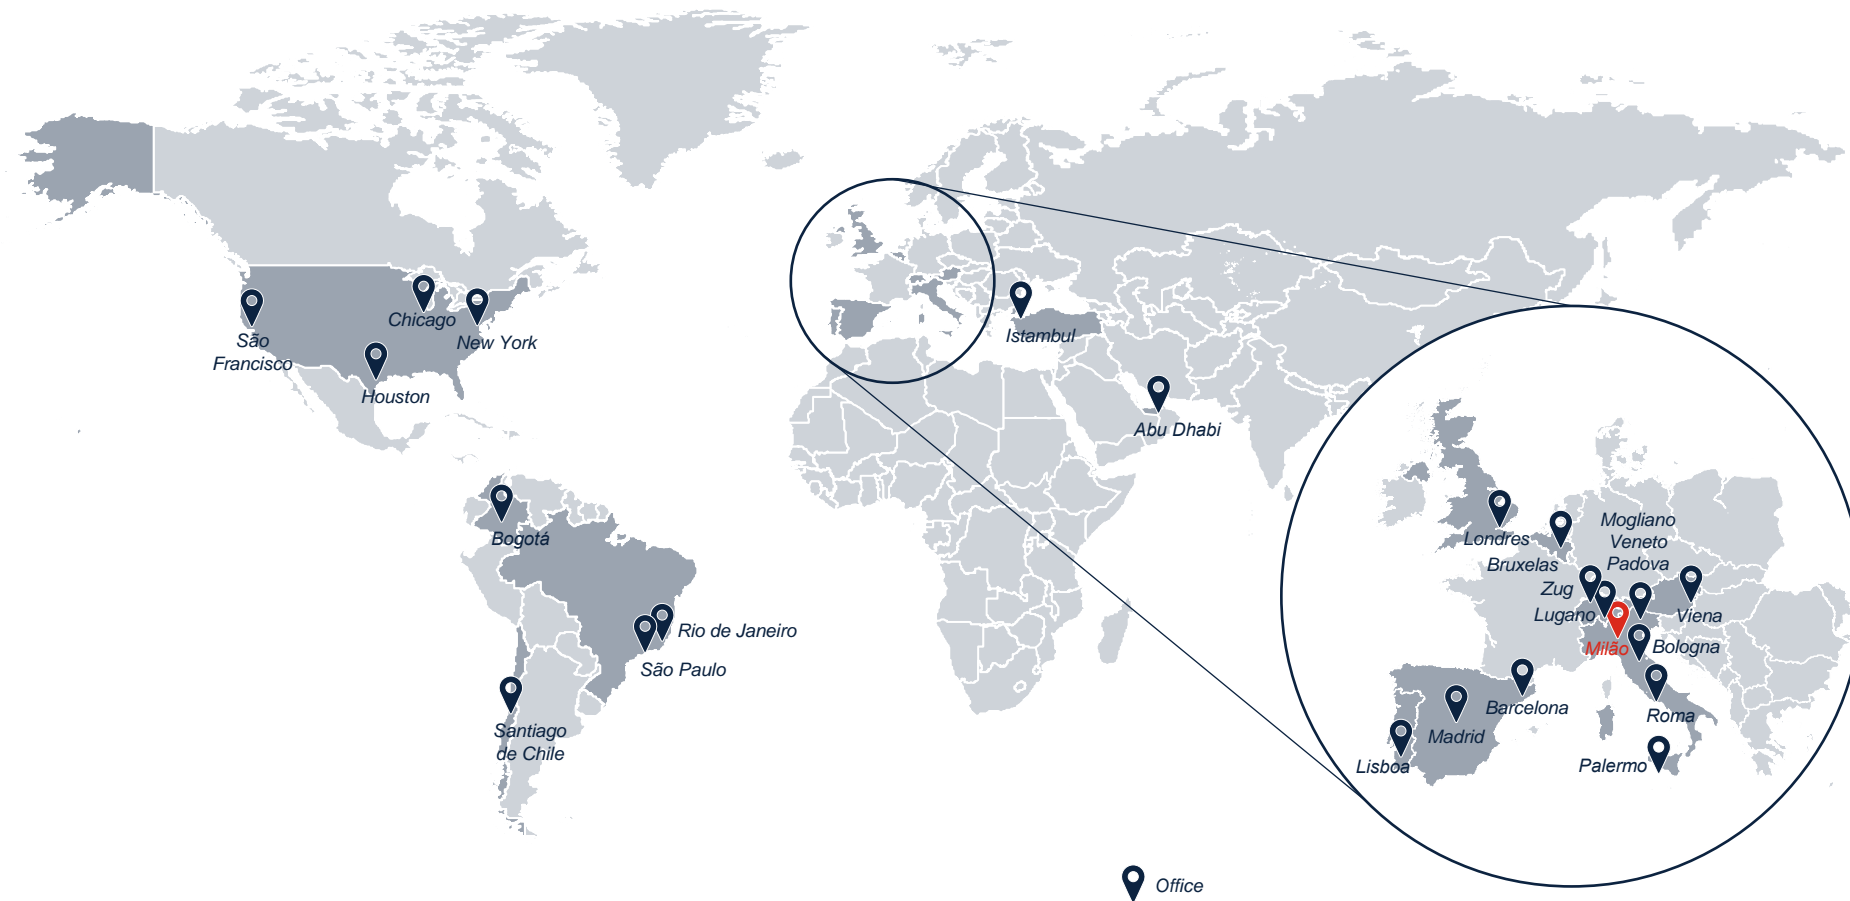 Chicago
São
Francisco
New York
Houston
Istambul
Abu Dhabi
Bogotá
Rio de Janeiro
São Paulo
Santiago
de Chile
Londres
Mogliano
Veneto
Padova
Bruxelas
Zug
Lugano
Viena
Milão
Bologna
Barcelona
Roma
Madrid
Lisboa
Palermo
Office